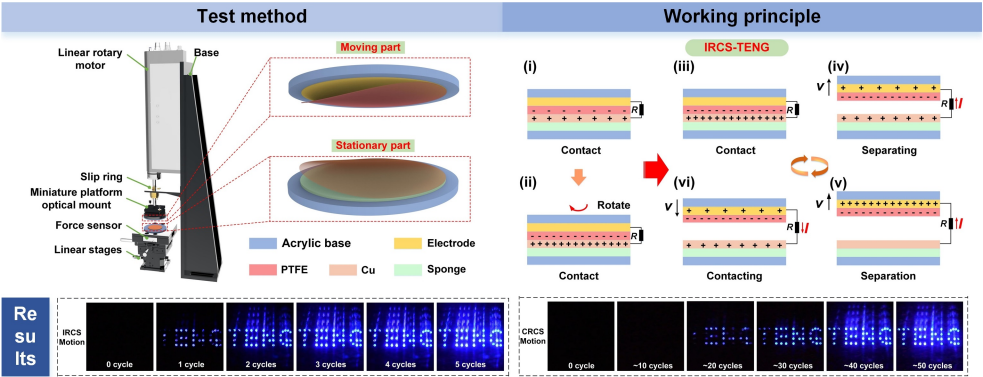 Test method
Working principle
Linear rotary
motor
Base
Moving part
Stationary part
Slip ring
Miniature platform
optical mount
Force sensor
Linear stages
Acrylic base
Electrode
PTFE
Cu
Sponge
IRCS-TENG
(i)
R
Contact
(iii)
R
Contact
(iv)
V
R
I
Separating
(ii)
Rotate
R
Contact
(vi)
V
R
I
Contacting
(v)
V
R
I
Separation
Re
su
lts
IRCS
Motion
0 cycles
1 cycle
2 cycles
3 cycles
4 cycles
5 cycles
CRCS
Motion
0 cycle
~10 cycles
~20 cycles
~30 cycles
~40 cycles
~50 cycles